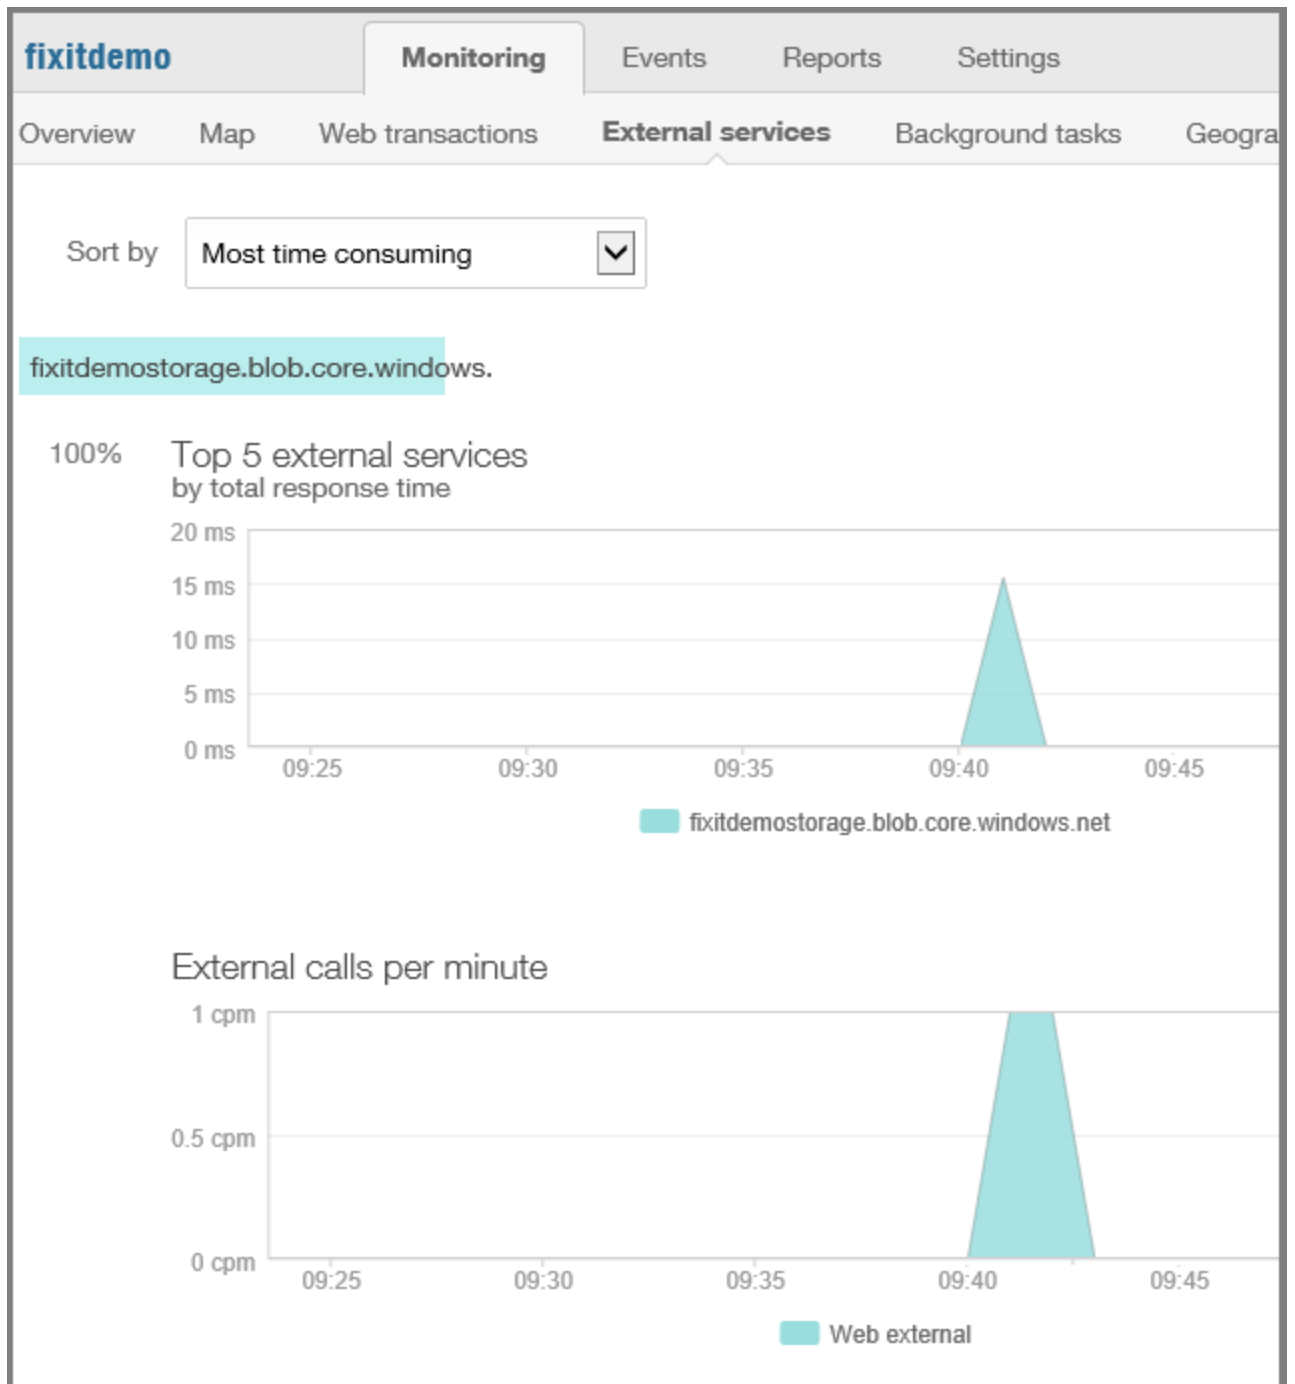 fixitdemo Monitoring Events Reports Settings
Overview Map Web transactions External services Background tasks Geogra
Sort by Most time consuming
fixitdemostorage.blob.core.windows.
100% Top 5 external services
by total response time
20 ms
15 ms
10 ms
5 ms
0 ms
09:25 09:30 09:35 09:40 09:45
fixitdemostorage.blob.core.windows.net
External calls per minute
1 cpm
0.5 cpm
0 cpm
09:25 09:30 09:35 09:40 09:45
Web external